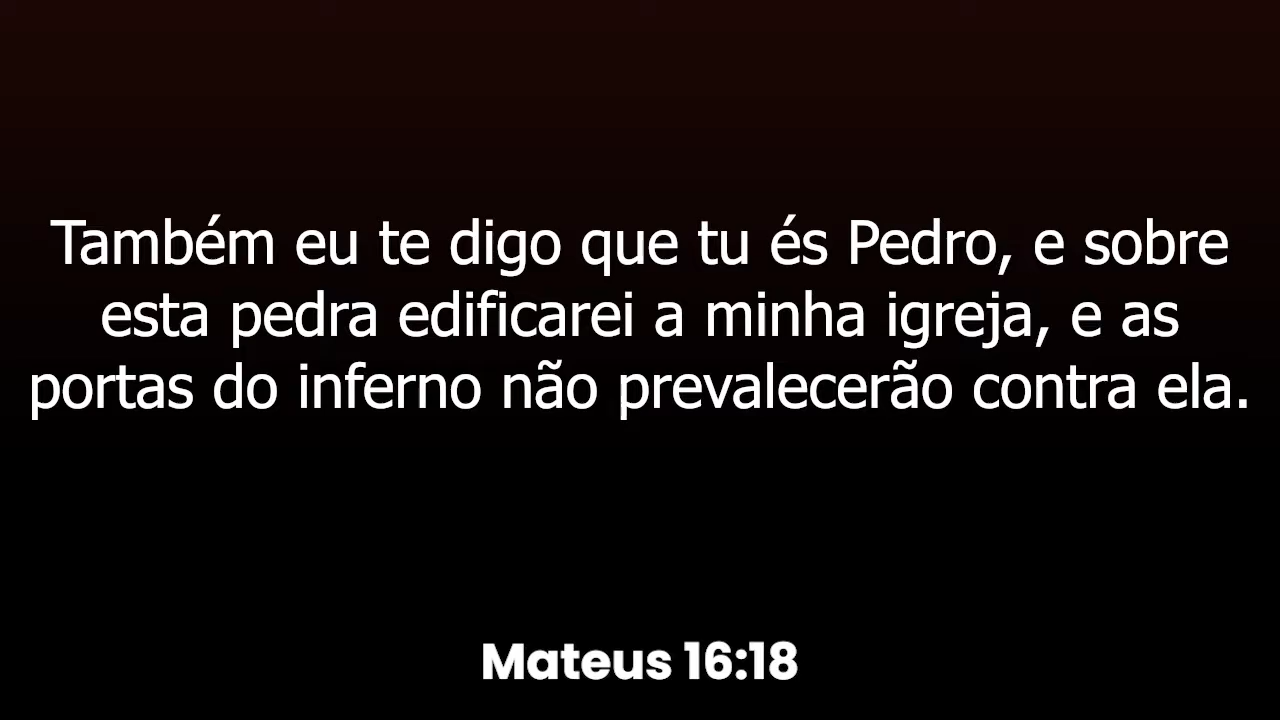 Também eu te digo que tu és Pedro, e sobre
esta pedra edificarei a minha igreja, e as
portas do inferno não prevalecerão contra ela.
Mateus 16:18